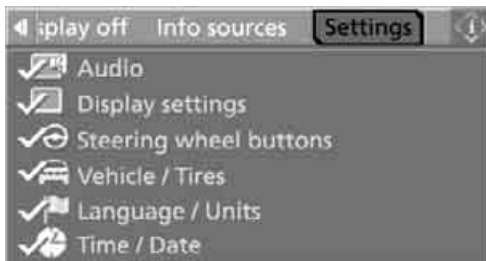 splay off Info sources Settings
Audio
Display settings
Steering wheel buttons
Vehicle / Tires
Language / Units
Time / Date